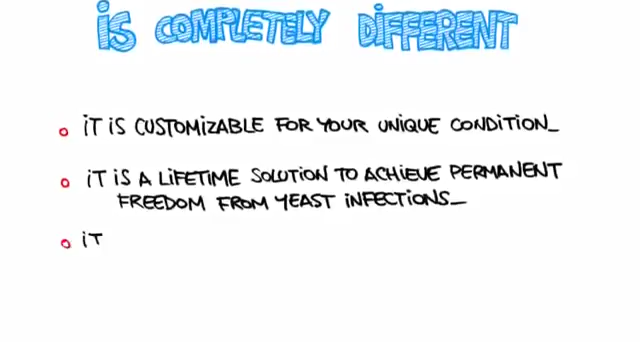 iS COMPLETELY DiFFERENT
iT iS CUSTOMiZABLE FOR YOUR UNiQUE CONDiTiON_
iT iS A LiFETiME SOLUTiON TO ACHiEVE PERMANENT
FREEDOM FROM YEAST iNFECTiONS_
iT